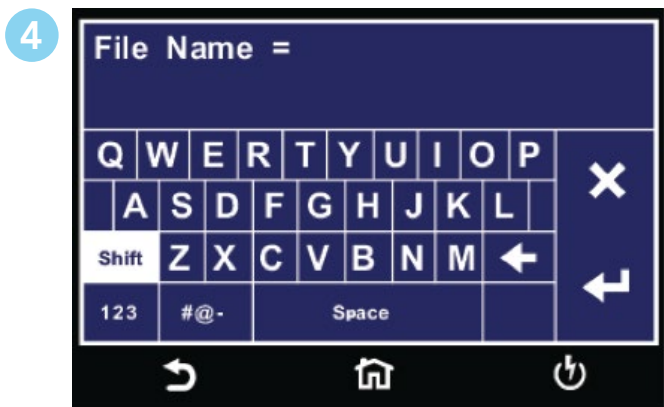 4
File Name =
Q W E R T Y U I O P
A S D F G H J K L
Shift Z X C V B N M
123 #@- Space